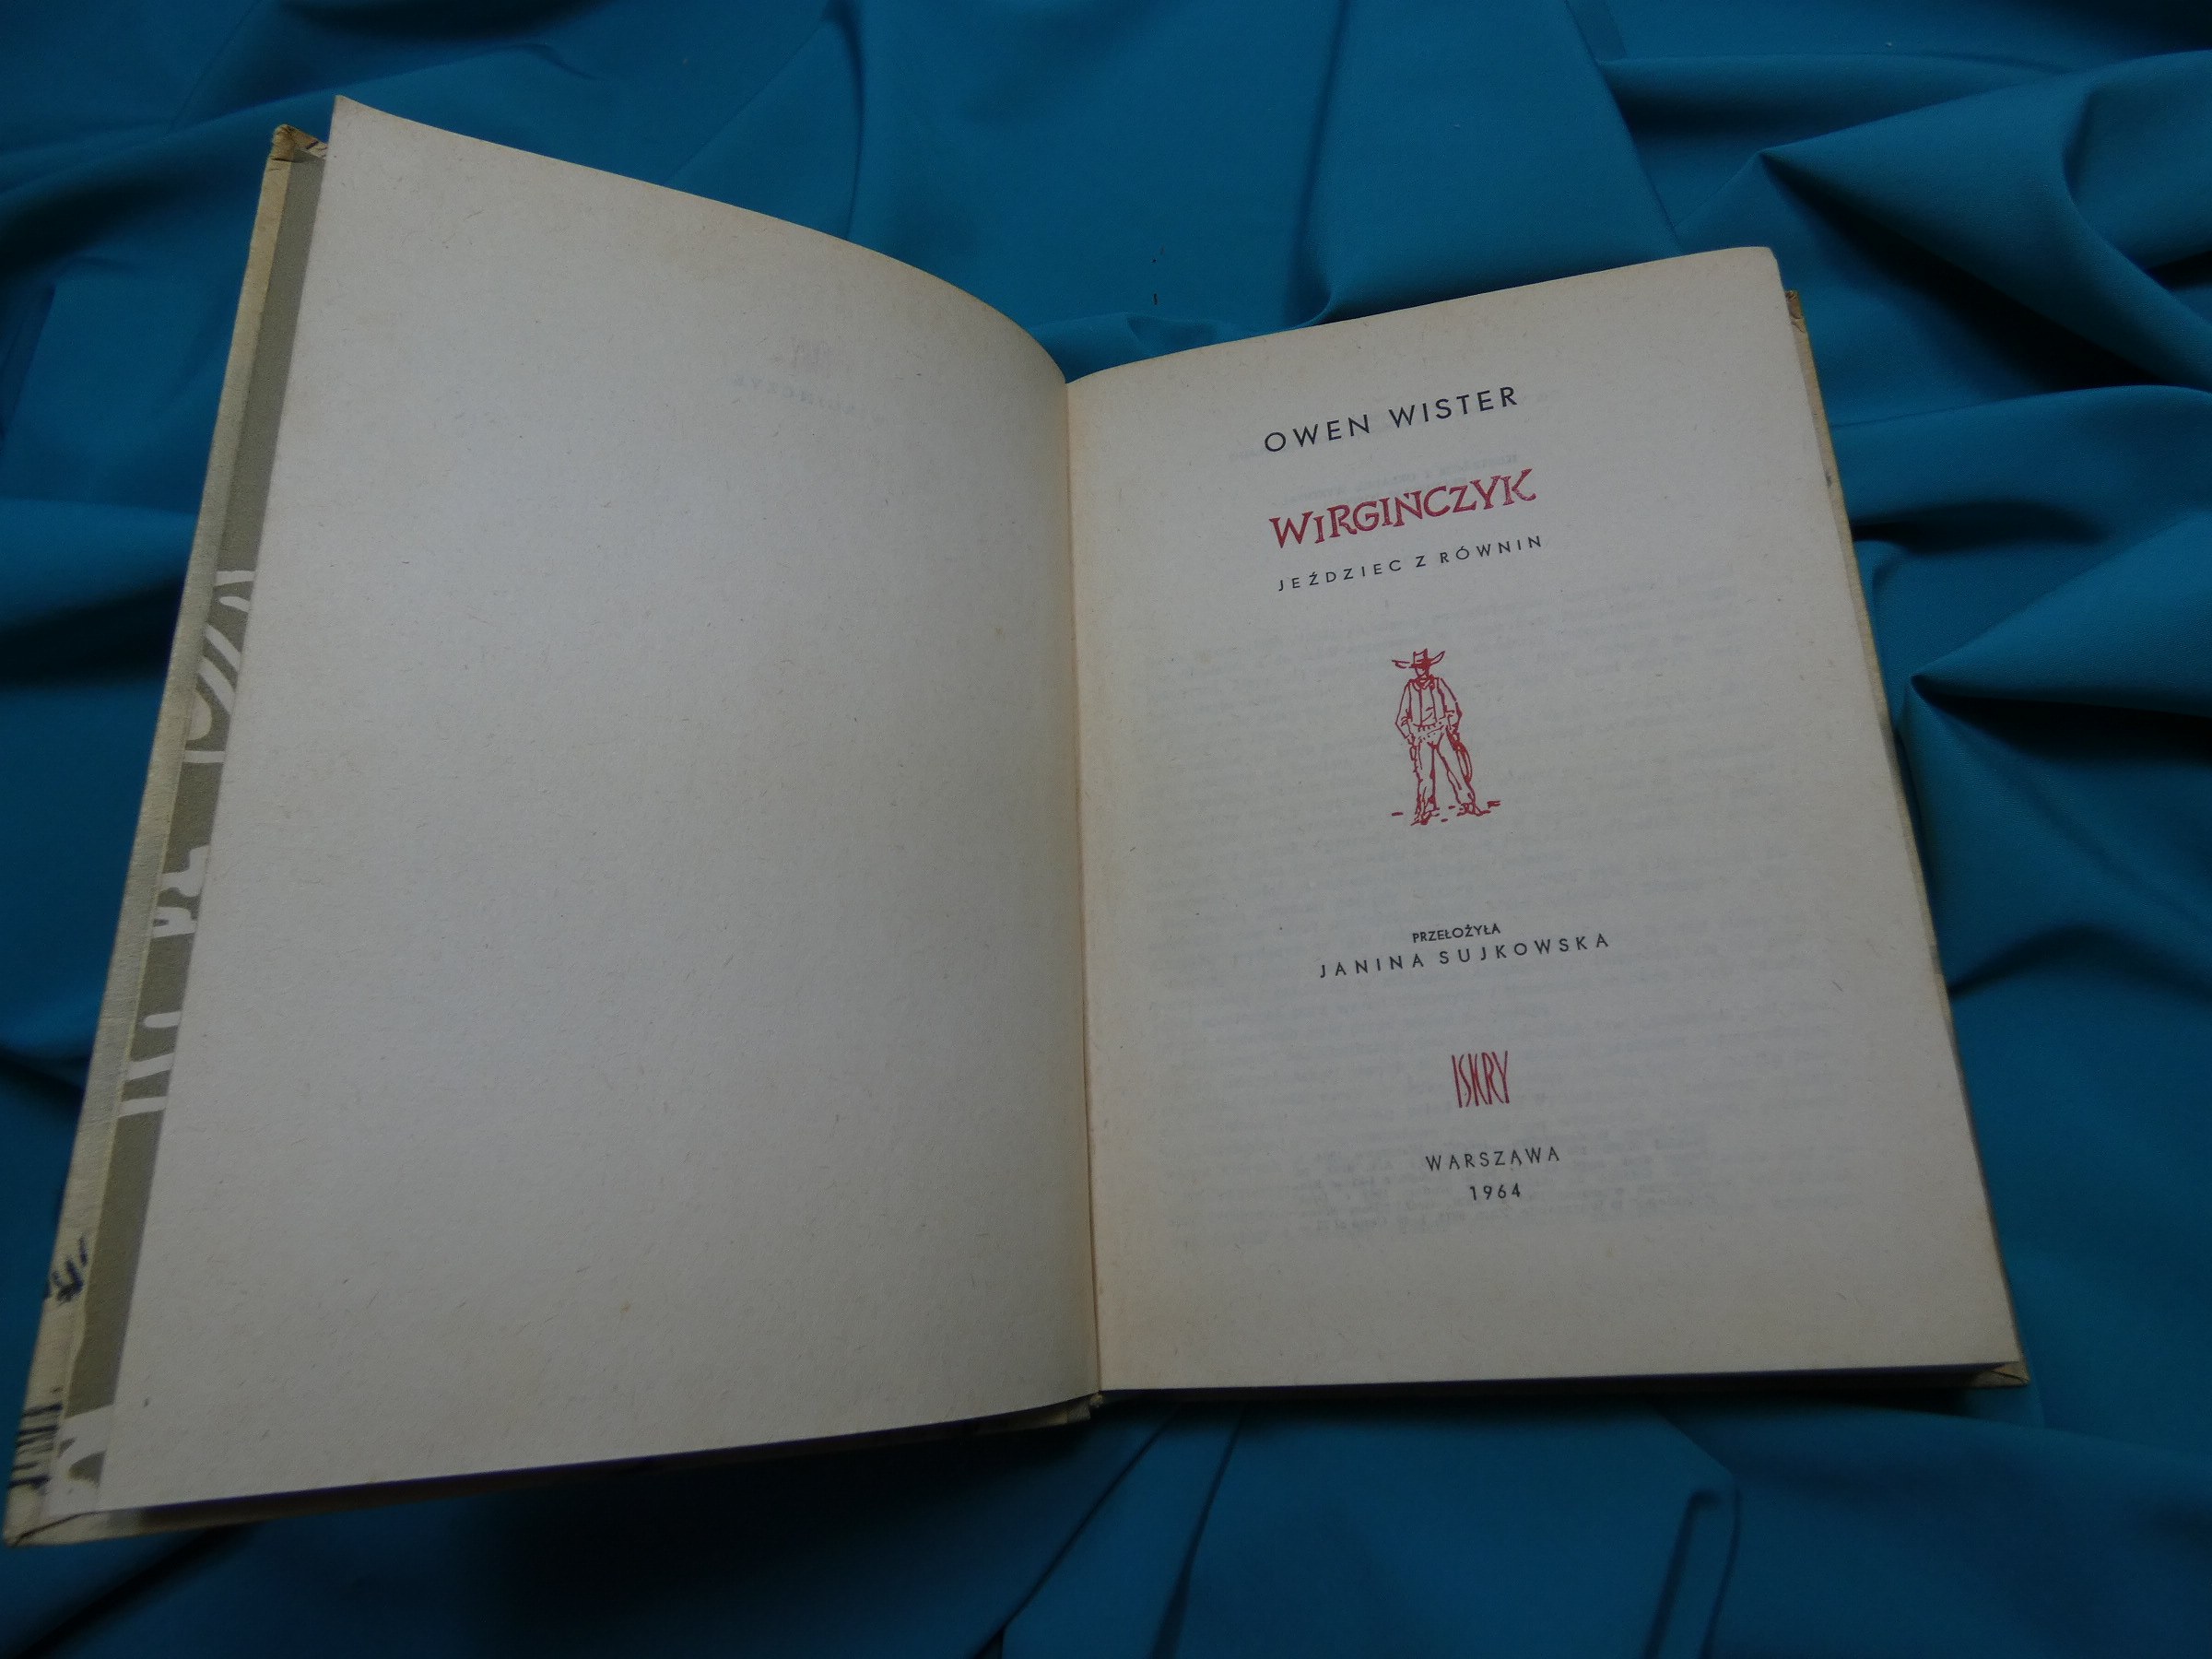 OWEN WISTER
WIRGIŃCZYK
JEŹDZIEC Z RÓWNIN
PRZEŁOŻYŁA
JANINA SUJKOWSKA
ISKRY
WARSZAWA
1964